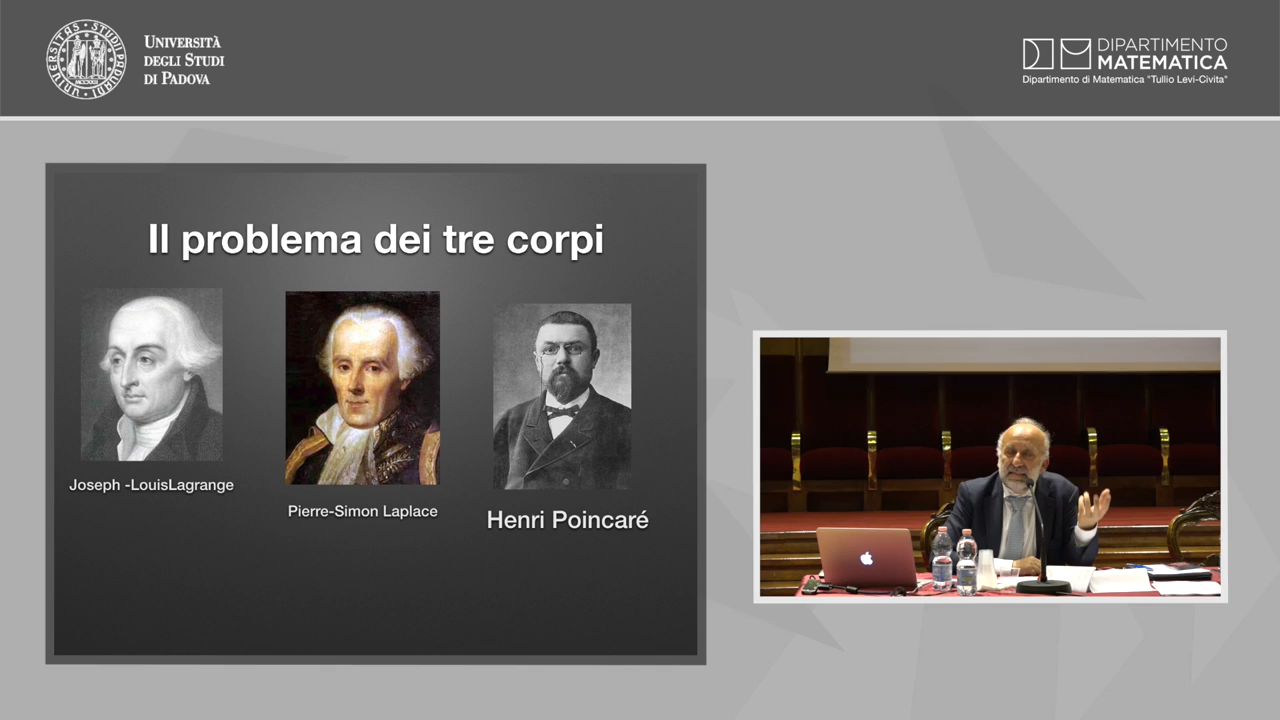 UNIVERSITÀ
DEGLI STUDI
DI PADOVA
DIPARTIMENTO
MATEMATICA
Dipartimento di Matematica "Tullio Levi-Civita"
Il problema dei tre corpi
Joseph -LouisLagrange
Pierre-Simon Laplace
Henri Poincaré